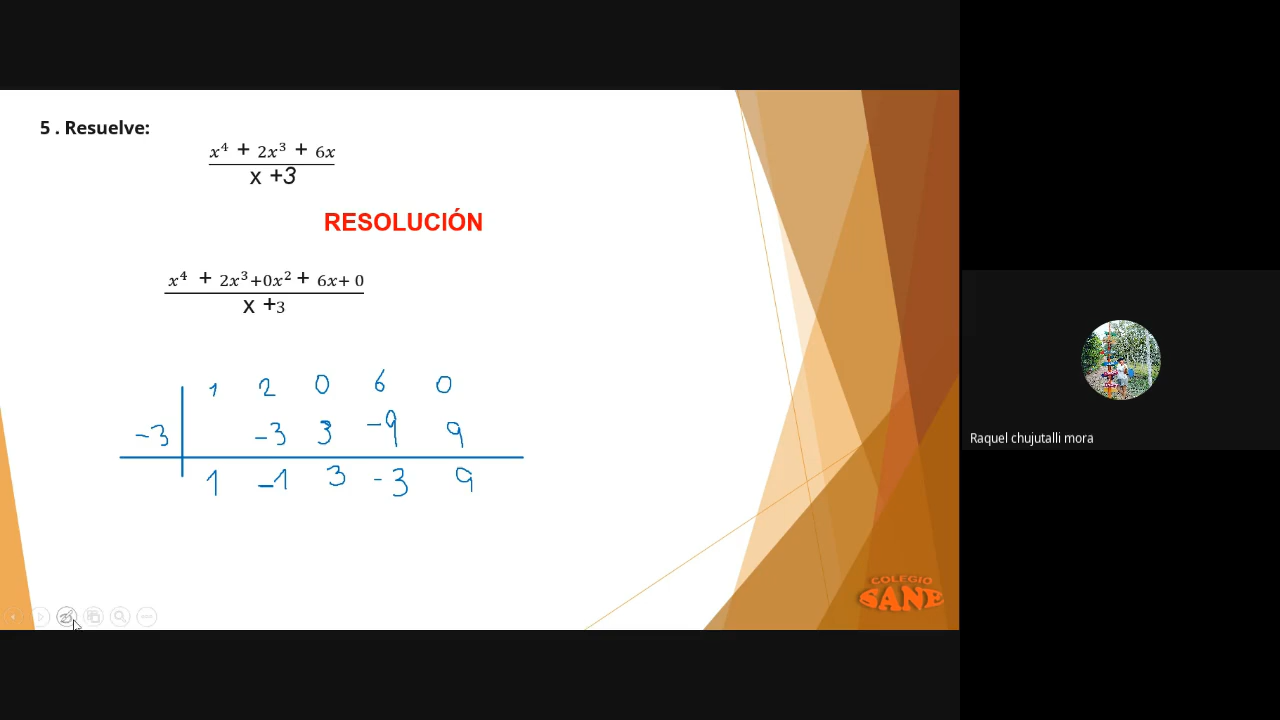 5 . Resuelve:
x⁴ + 2x³ + 6x
x +3
RESOLUCIÓN
x⁴ + 2x³+0x² + 6x+ 0
x +3
1 2 0 6 0
-3 -3 3 -9 9
1 -1 3 -3 9
Raquel chujutalli mora
COLEGIO
SANE